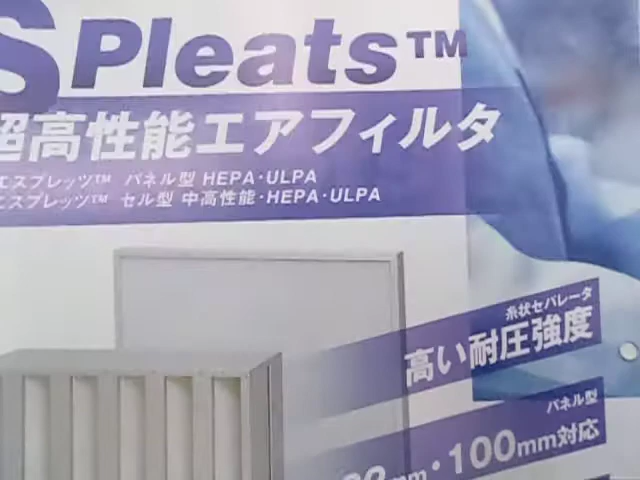 SPleats™
超高性能エアフィルタ
エスプレッツ™ パネル型 HEPA・ULPA
エスプレッツ™ セル型 中高性能・HEPA・ULPA
糸状セパレータ
高い耐圧強度
パネル型
mm・100mm対応